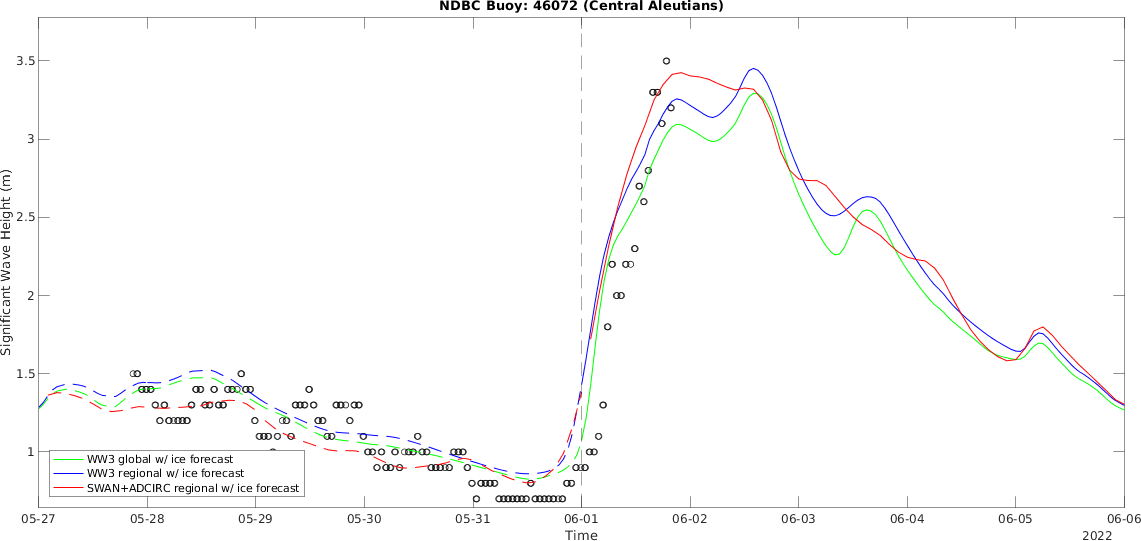 NDBC Buoy: 46072 (Central Aleutians)
3.5
3
2.5
2
1.5
1
Significant Wave Height (m)
WW3 global w/ ice forecast
WW3 regional w/ ice forecast
SWAN+ADCIRC regional w/ ice forecast
05-27 05-28 05-29 05-30 05-31 06-01 06-02 06-03 06-04 06-05 06-06
Time
2022